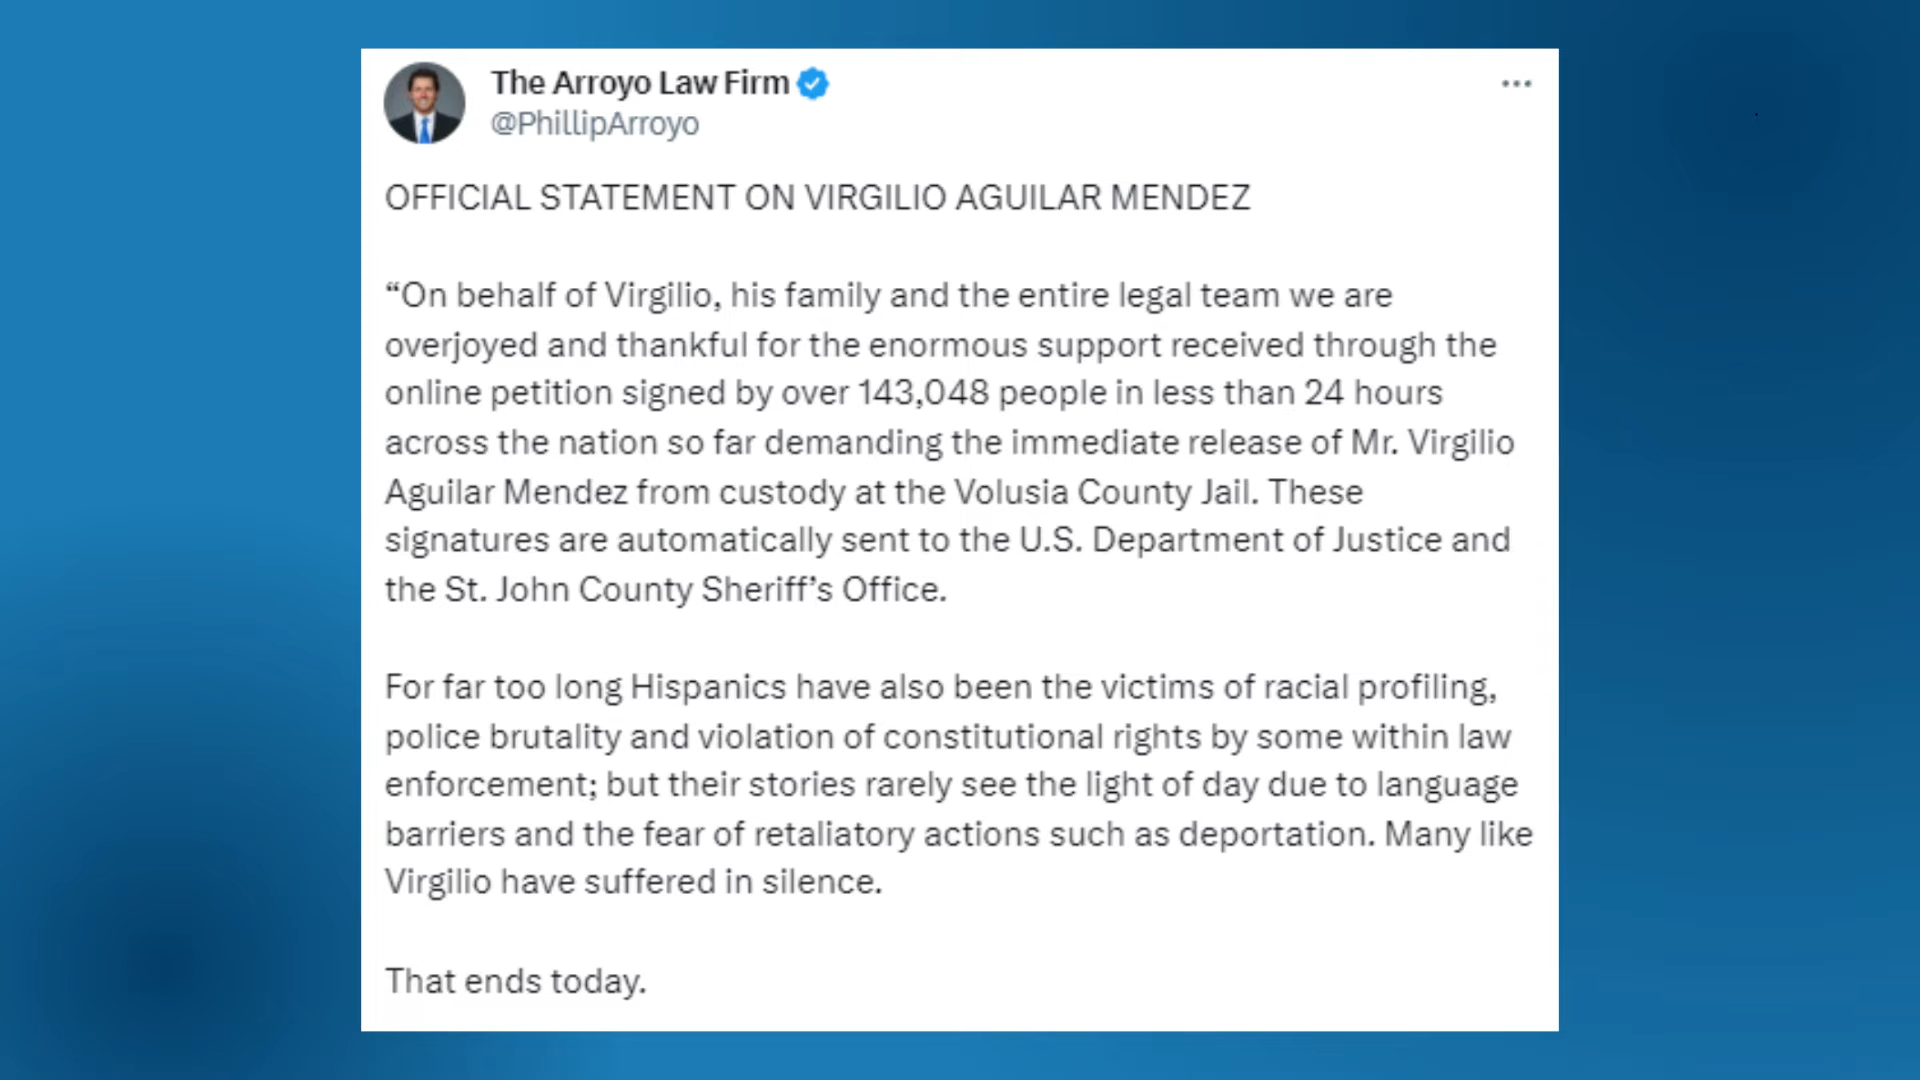 The Arroyo Law Firm
@PhillipArroyo
OFFICIAL STATEMENT ON VIRGILIO AGUILAR MENDEZ
“On behalf of Virgilio, his family and the entire legal team we are
overjoyed and thankful for the enormous support received through the
online petition signed by over 143,048 people in less than 24 hours
across the nation so far demanding the immediate release of Mr. Virgilio
Aguilar Mendez from custody at the Volusia County Jail. These
signatures are automatically sent to the U.S. Department of Justice and
the St. John County Sheriff’s Office.
For far too long Hispanics have also been the victims of racial profiling,
police brutality and violation of constitutional rights by some within law
enforcement; but their stories rarely see the light of day due to language
barriers and the fear of retaliatory actions such as deportation. Many like
Virgilio have suffered in silence.
That ends today.